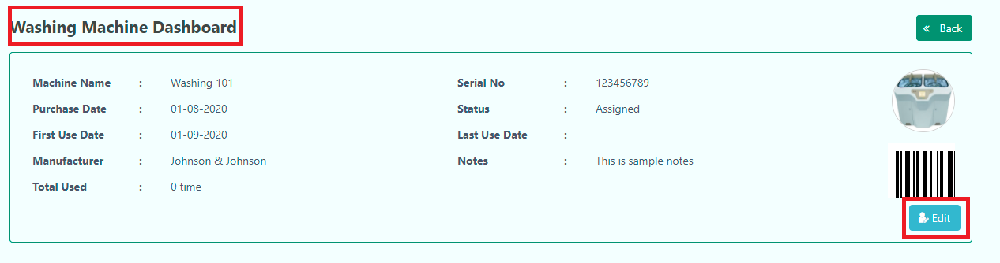 Washing Machine Dashboard
« Back
Machine Name : Washing 101 Serial No : 123456789
Purchase Date : 01-08-2020 Status : Assigned
First Use Date : 01-09-2020 Last Use Date :
Manufacturer : Johnson & Johnson Notes : This is sample notes
Total Used : 0 time
Edit